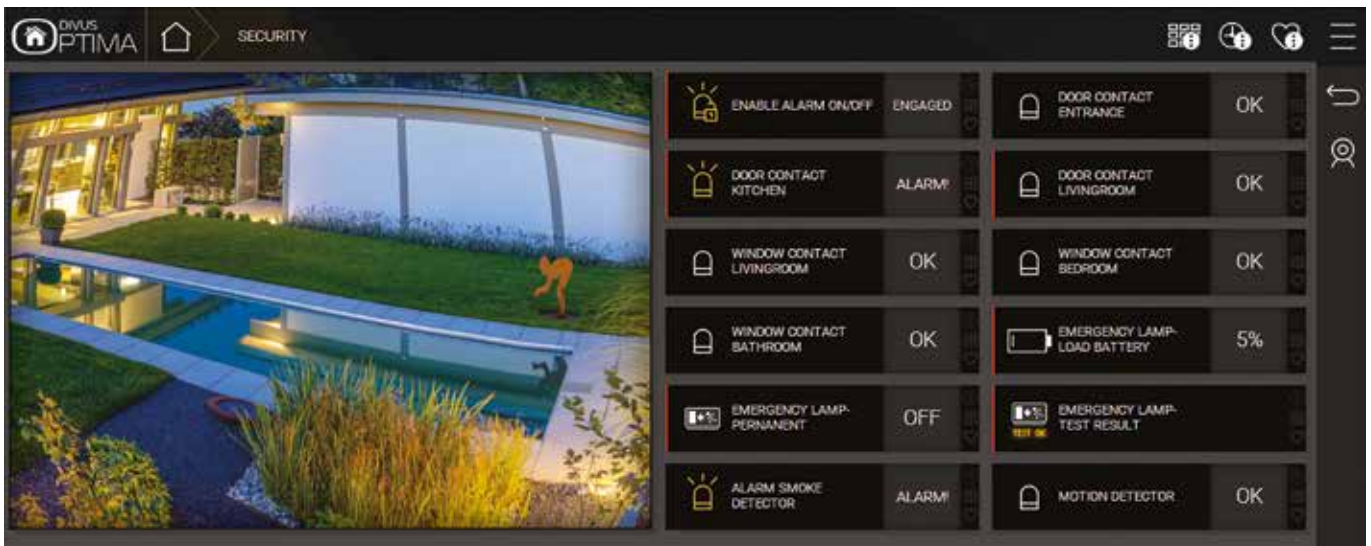 DIVUS
OPTIMA
SECURITY
ENABLE ALARM ON/OFF
ENGAGED
DOOR CONTACT
ENTRANCE
OK
DOOR CONTACT
KITCHEN
ALARM!
DOOR CONTACT
LIVINGROOM
OK
WINDOW CONTACT
LIVINGROOM
OK
WINDOW CONTACT
BEDROOM
OK
WINDOW CONTACT
BATHROOM
OK
EMERGENCY LAMP-
LOAD BATTERY
5%
EMERGENCY LAMP-
PERNANENT
OFF
TEST OK
EMERGENCY LAMP-
TEST RESULT
ALARM SMOKE
DETECTOR
ALARM!
MOTION DETECTOR
OK